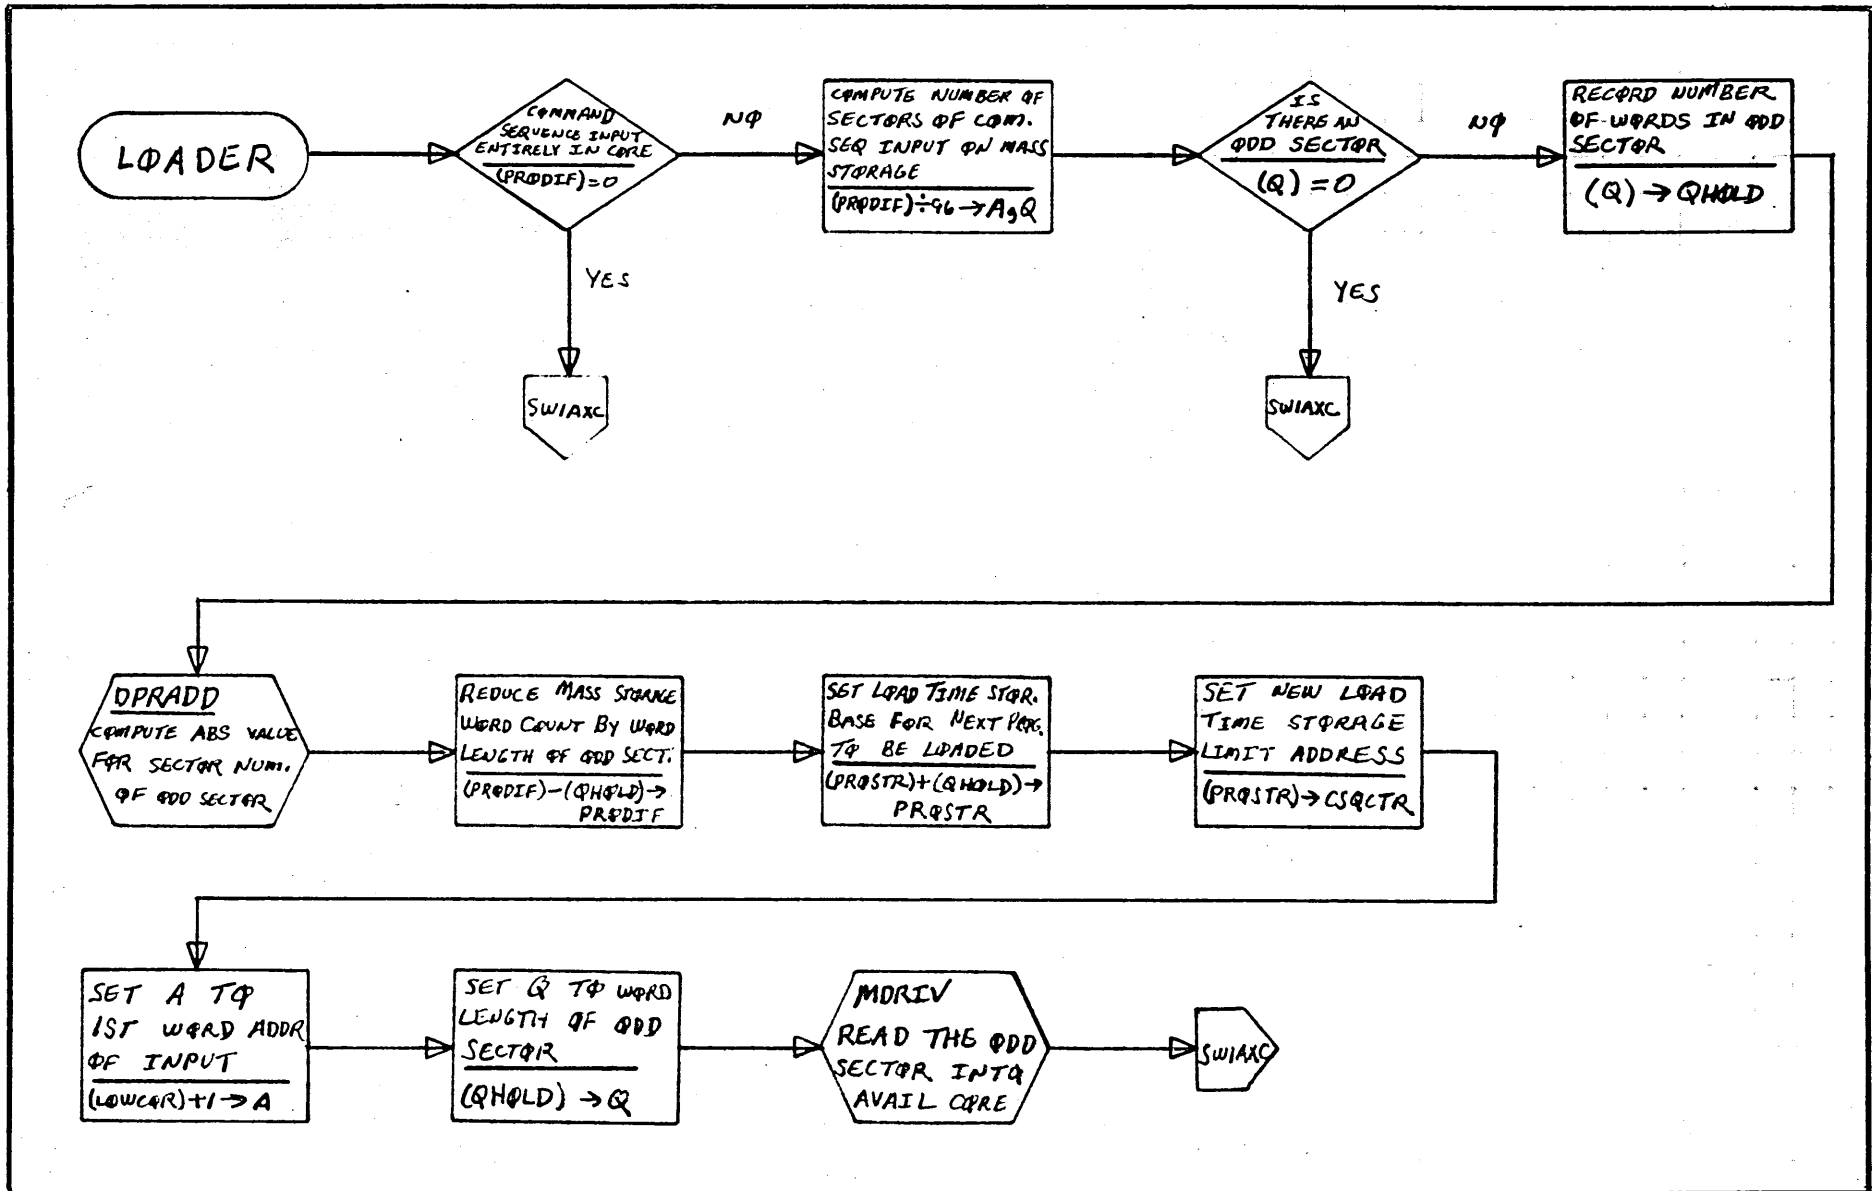 LØADER
CØMMAND
SEQUENCE INPUT
ENTIRELY IN CØRE
(PRØDIF)=0
NØ
YES
SWIAXC
CØMPUTE NUMBER ØF
SECTØRS ØF CØM.
SEQ INPUT ØN MASS
STØRAGE
(PRØDIF)÷96→A,Q
IS
THERE AN
ØDD SECTØR
(Q)=0
NØ
YES
SWIAXC
RECØRD NUMBER
ØF WØRDS IN ØDD
SECTØR
(Q)→QHØLD
DPRADD
CØMPUTE ABS VALUE
FØR SECTØR NUM.
ØF ØDD SECTØR
REDUCE MASS STØRAGE
WØRD CØUNT BY WØRD
LENGTH ØF ØDD SECT.
(PRØDIF)-(QHØLD)→
PRØDIF
SET LØAD TIME STØR.
BASE FØR NEXT PRØG.
TØ BE LØADED
(PRØSTR)+(QHØLD)→
PRØSTR
SET NEW LØAD
TIME STØRAGE
LIMIT ADDRESS
(PRØSTR)→CSQCTR
SET A TØ
1ST WØRD ADDR
ØF INPUT
(LØWCØR)+1→A
SET Q TØ WØRD
LENGTH ØF ØDD
SECTØR
(QHØLD)→Q
MDRIV
READ THE ØDD
SECTØR INTØ
AVAIL CØRE
SWIAXC